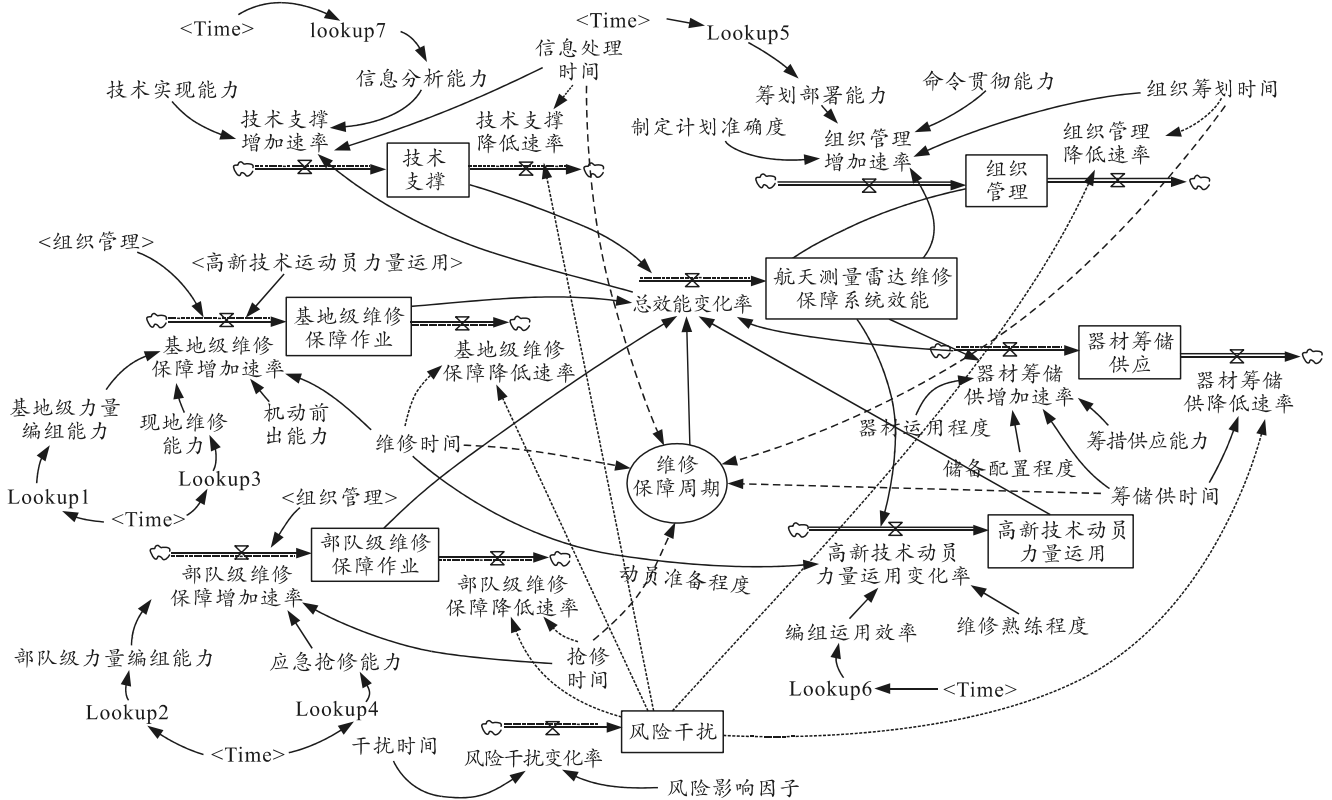 <Time>
lookup7
信息分析能力
技术实现能力
技术支撑
增加速率
信息处理
时间
技术支撑
降低速率
技术
支撑
<Time>
Lookup5
筹划部署能力
命令贯彻能力
组织筹划时间
制定计划准确度
组织管理
增加速率
组织管理
降低速率
组织
管理
<组织管理>
<高新技术运动员力量运用>
基地级维修
保障作业
基地级维修
保障增加速率
基地级维修
保障降低速率
总效能变化率
航天测量雷达维修
保障系统效能
器材筹储
供应
器材筹储
供增加速率
器材筹储
供降低速率
基地级力量
编组能力
现地维修
能力
机动前
出能力
维修时间
维修
保障周期
器材运用程度
筹措供应能力
储备配置程度
筹储供时间
Lookup1
<Time>
Lookup3
<组织管理>
部队级维修
保障作业
部队级维修
保障增加速率
部队级维修
保障降低速率
动员准备程度
高新技术动员
力量运用
高新技术动员
力量运用变化率
编组运用效率
维修熟练程度
部队级力量编组能力
应急抢修能力
抢修
时间
Lookup6
<Time>
Lookup2
Lookup4
<Time>
干扰时间
风险干扰
风险干扰变化率
风险影响因子